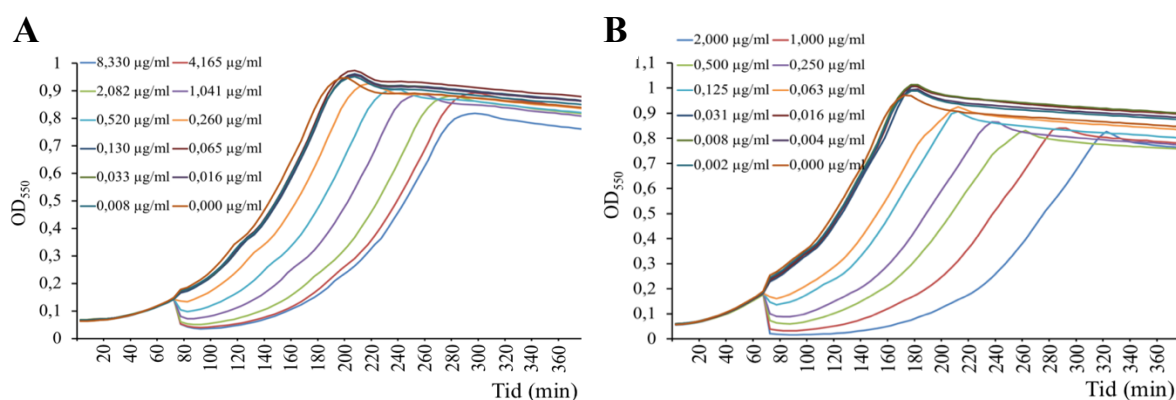 A
8,330 µg/ml 4,165 µg/ml
2,082 µg/ml 1,041 µg/ml
0,520 µg/ml 0,260 µg/ml
0,130 µg/ml 0,065 µg/ml
0,033 µg/ml 0,016 µg/ml
0,008 µg/ml 0,000 µg/ml
OD550
1
0,9
0,8
0,7
0,6
0,5
0,4
0,3
0,2
0,1
0
20 40 60 80 100 120 140 160 180 200 220 240 260 280 300 320 340 360
Tid (min)
B
2,000 µg/ml 1,000 µg/ml
0,500 µg/ml 0,250 µg/ml
0,125 µg/ml 0,063 µg/ml
0,031 µg/ml 0,016 µg/ml
0,008 µg/ml 0,004 µg/ml
0,002 µg/ml 0,000 µg/ml
OD550
1,1
1
0,9
0,8
0,7
0,6
0,5
0,4
0,3
0,2
0,1
0
20 40 60 80 100 120 140 160 180 200 220 240 260 280 300 320 340 360
Tid (min)